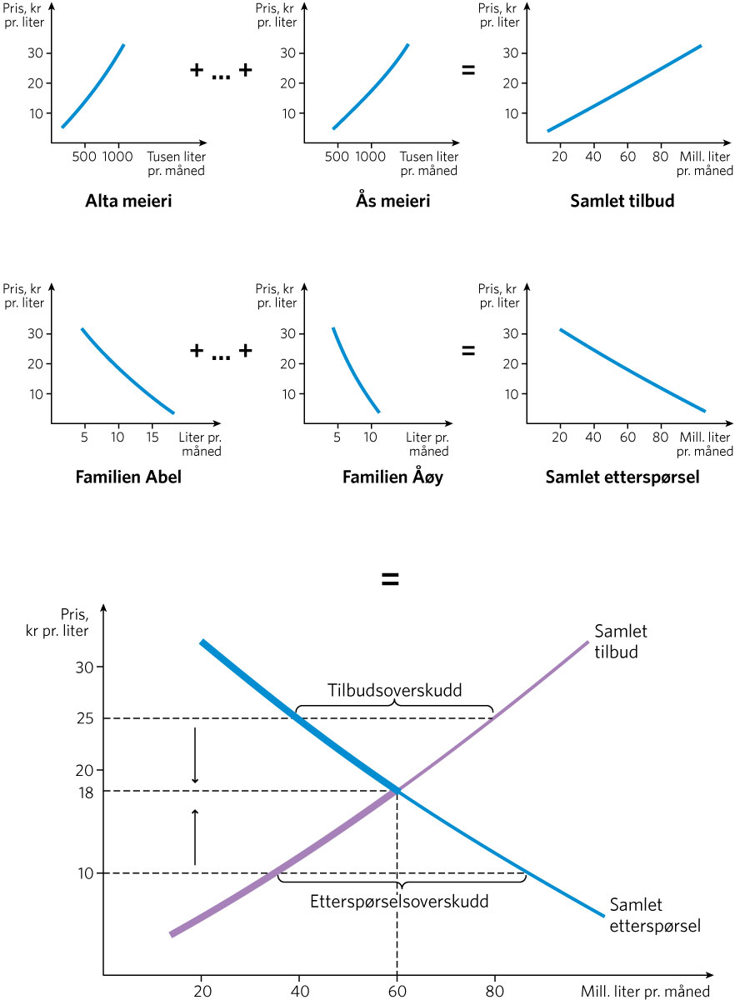 Pris, kr
pr. liter
30
20
10
500 1000 Tusen liter
pr. måned
Alta meieri
+ ... +
Pris, kr
pr. liter
30
20
10
500 1000 Tusen liter
pr. måned
Ås meieri
=
Pris, kr
pr. liter
30
20
10
20 40 60 80 Mill. liter
pr. måned
Samlet tilbud
Pris, kr
pr. liter
30
20
10
5 10 15 Liter pr.
måned
Familien Abel
+ ... +
Pris, kr
pr. liter
30
20
10
5 10 Liter pr.
måned
Familien Åøy
=
Pris, kr
pr. liter
30
20
10
20 40 60 80 Mill. liter
pr. måned
Samlet etterspørsel
=
Pris,
kr pr. liter
30
25
20
18
10
Samlet
tilbud
Tilbudsoverskudd
Etterspørselsoverskudd
Samlet
etterspørsel
20 40 60 80 Mill. liter pr. måned